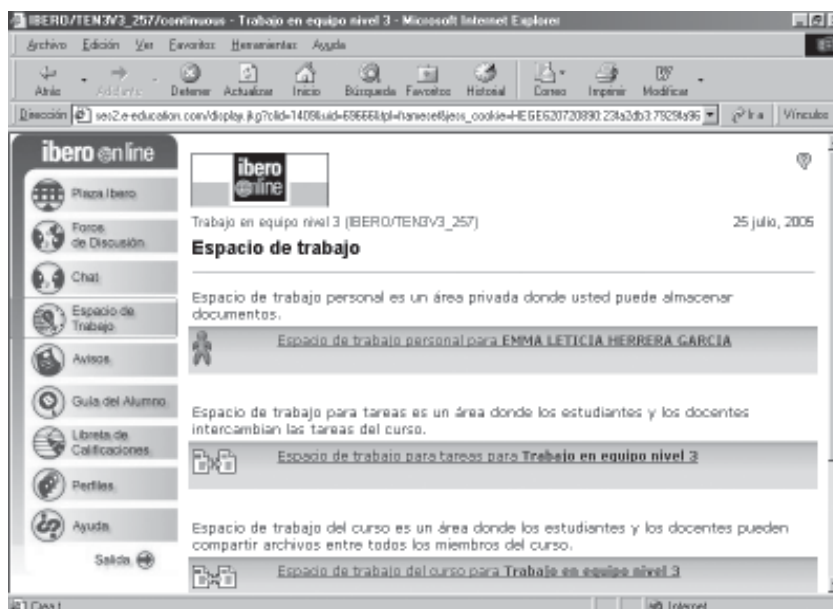 IBERO/TEN3V3_257/continuous - Trabajo en equipo nivel 3 - Microsoft Internet Explorer
Archivo Edición Ver Favoritos Herramientas Ayuda
Atrás Adelante Detener Actualizar Inicio Búsqueda Favoritos Historial Correo Imprimir Modificar
Dirección Ir a Vínculos
ibero online
Plaza Ibero
Foros
de Discusión
Chat
Espacio de
Trabajo
Avisos
Guía del Alumno
Libreta de
Calificaciones
Perfiles
Ayuda
Salida
ibero
online
Trabajo en equipo nivel 3 (IBERO/TEN3V3_257) 25 julio, 2005
Espacio de trabajo
Espacio de trabajo personal es un área privada donde usted puede almacenar
documentos.
Espacio de trabajo personal para EMMA LETICIA HERRERA GARCIA
Espacio de trabajo para tareas es un área donde los estudiantes y los docentes
intercambian las tareas del curso.
Espacio de trabajo para tareas para Trabajo en equipo nivel 3
Espacio de trabajo del curso es un área donde los estudiantes y los docentes pueden
compartir archivos entre todos los miembros del curso.
Espacio de trabajo del curso para Trabajo en equipo nivel 3
Internet